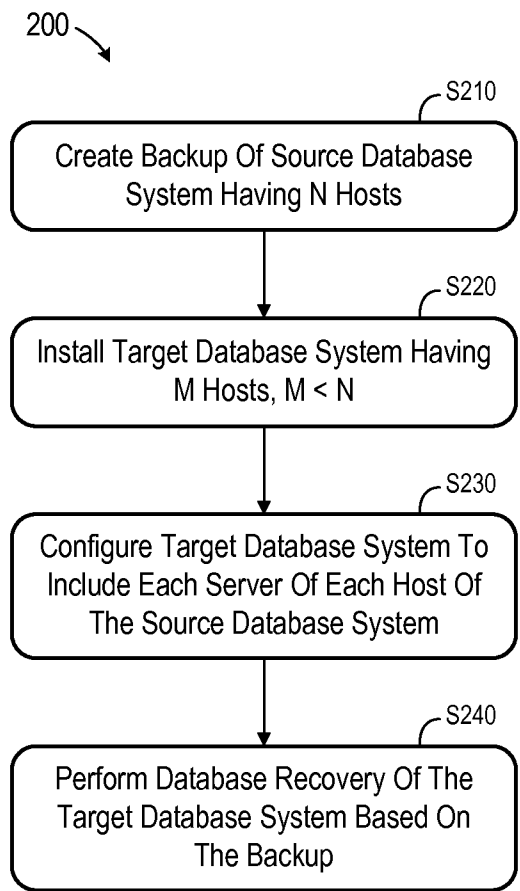 200
S210
Create Backup Of Source Database
System Having N Hosts
S220
Install Target Database System Having
M Hosts, M < N
S230
Configure Target Database System To
Include Each Server Of Each Host Of
The Source Database System
S240
Perform Database Recovery Of The
Target Database System Based On
The Backup